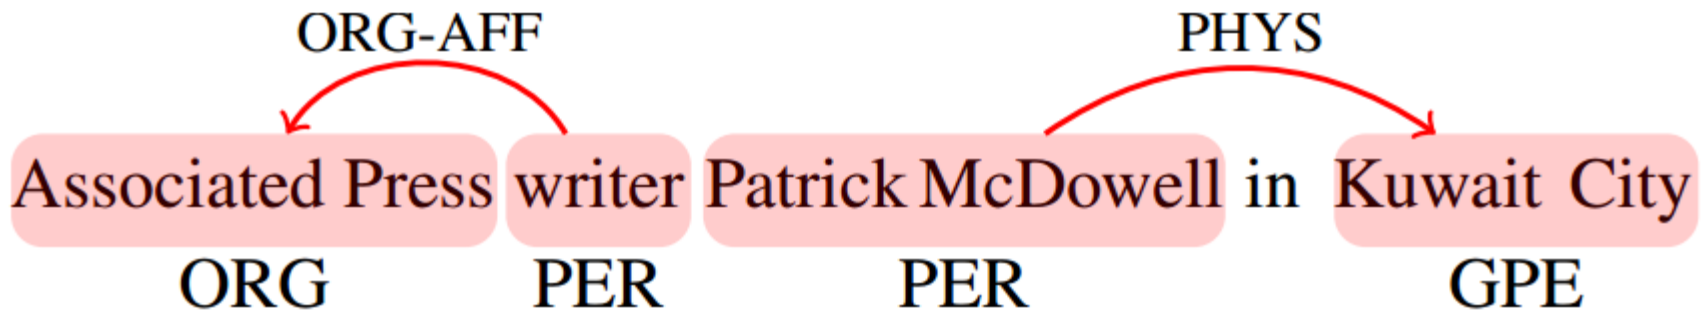 ORG-AFF PHYS
Associated Press writer Patrick McDowell in Kuwait City
ORG PER PER GPE